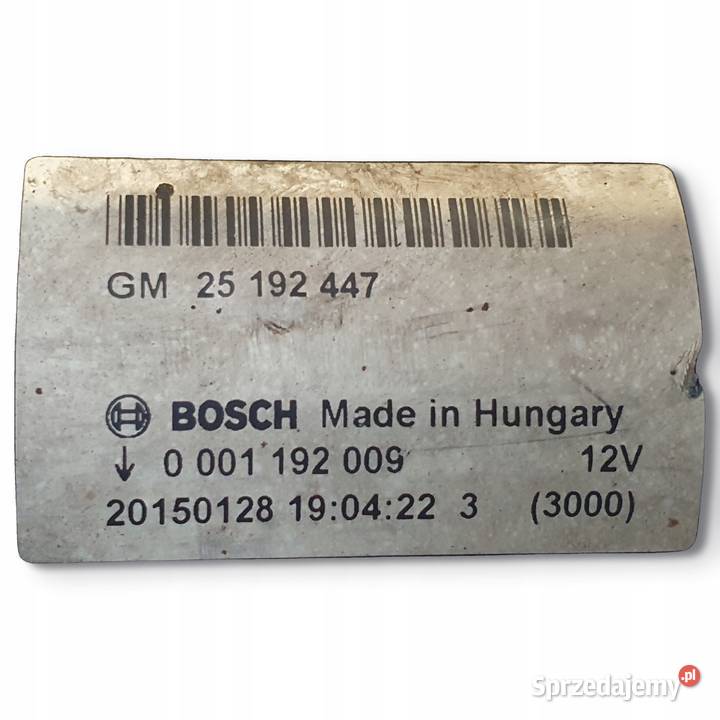 GM 25 192 447
BOSCH Made in Hungary
↓ 0 001 192 009 12V
20150128 19:04:22 3 (3000)
Sprzedajemy.pl